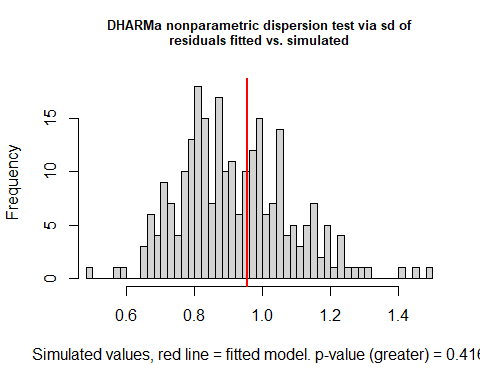 DHARMa nonparametric dispersion test via sd of
residuals fitted vs. simulated
Frequency
15
10
5
0
0.6 0.8 1.0 1.2 1.4
Simulated values, red line = fitted model. p-value (greater) = 0.416